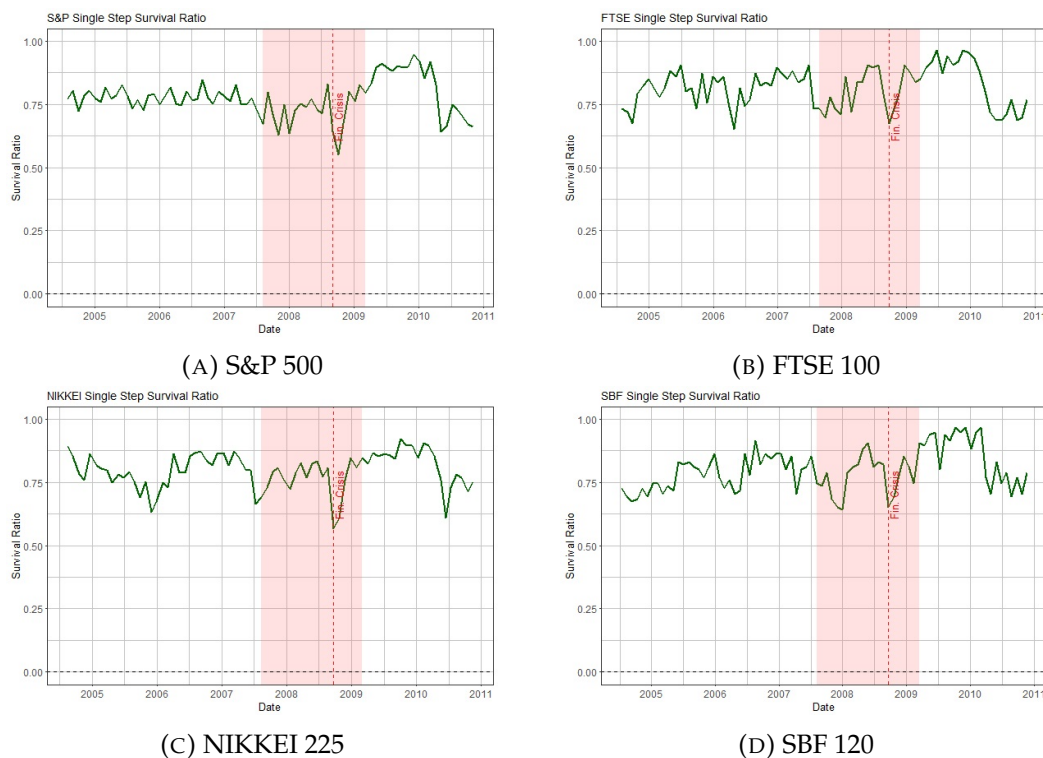 S&P Single Step Survival Ratio
1.00
0.75
0.50
0.25
0.00
Survival Ratio
Fin. Crisis
2005 2006 2007 2008 2009 2010 2011
Date
(A) S&P 500
FTSE Single Step Survival Ratio
1.00
0.75
0.50
0.25
0.00
Survival Ratio
Fin. Crisis
2005 2006 2007 2008 2009 2010 2011
Date
(B) FTSE 100
NIKKEI Single Step Survival Ratio
1.00
0.75
0.50
0.25
0.00
Survival Ratio
Fin. Crisis
2005 2006 2007 2008 2009 2010 2011
Date
(C) NIKKEI 225
SBF Single Step Survival Ratio
1.00
0.75
0.50
0.25
0.00
Survival Ratio
Fin. Crisis
2005 2006 2007 2008 2009 2010 2011
Date
(D) SBF 120